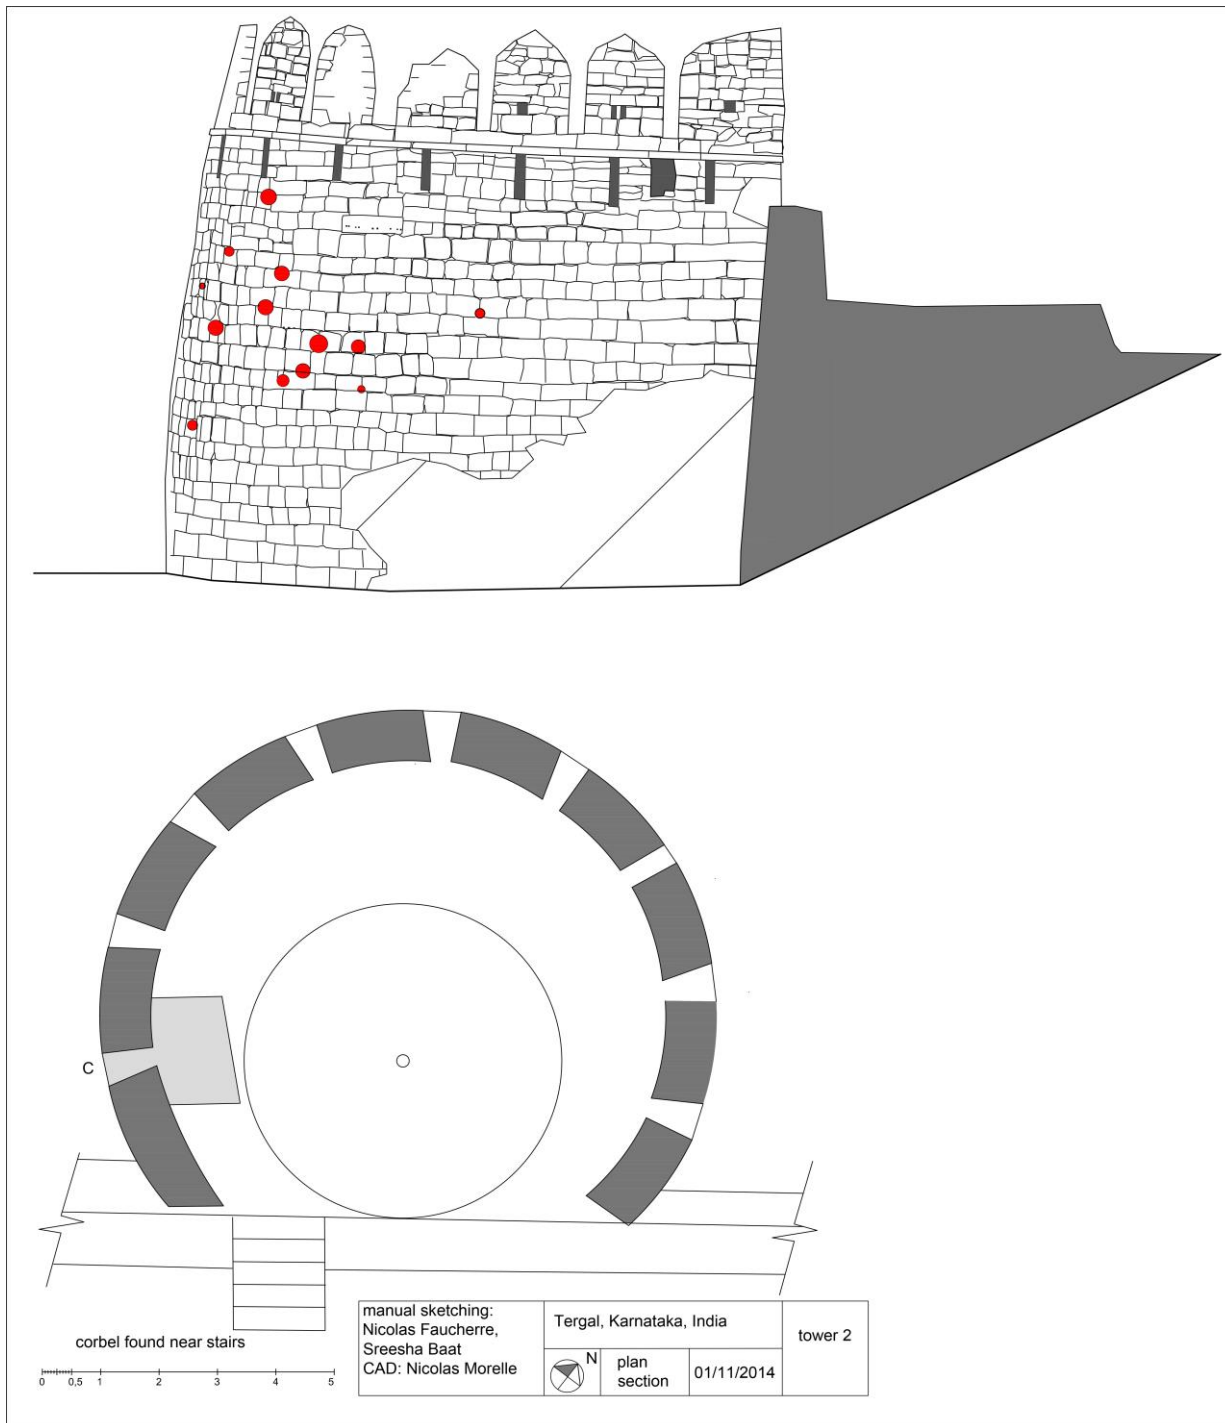 C
corbel found near stairs
0 0,5 1 2 3 4 5
manual sketching:
Nicolas Faucherre,
Sreesha Baat
CAD: Nicolas Morelle
Tergal, Karnataka, India
N
plan
section
01/11/2014
tower 2